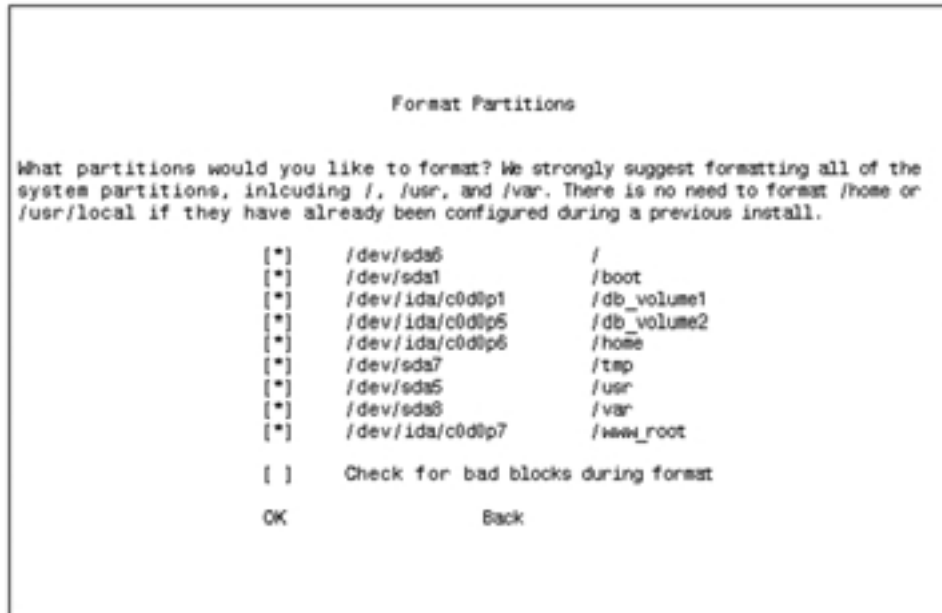 Format Partitions
What partitions would you like to format? We strongly suggest formatting all of the
system partitions, inlcuding /, /usr, and /var. There is no need to format /home or
/usr/local if they have already been configured during a previous install.
[*] /dev/sda6 /
[*] /dev/sda1 /boot
[*] /dev/ida/c0d0p1 /db_volume1
[*] /dev/ida/c0d0p5 /db_volume2
[*] /dev/ida/c0d0p6 /home
[*] /dev/sda7 /tmp
[*] /dev/sda5 /usr
[*] /dev/sda8 /var
[*] /dev/ida/c0d0p7 /www_root
[ ] Check for bad blocks during format
OK Back